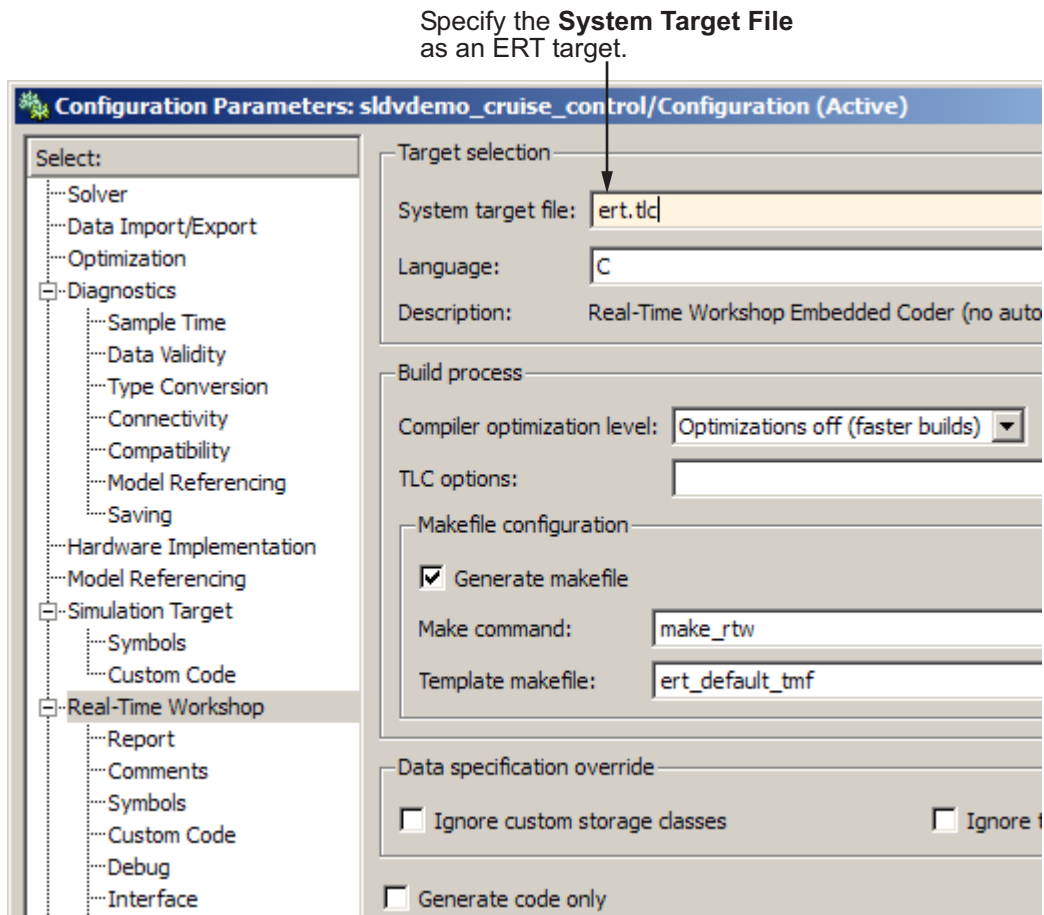 Specify the System Target File
as an ERT target.
Configuration Parameters: sldvdemo_cruise_control/Configuration (Active)
Select:
Solver
Data Import/Export
Optimization
Diagnostics
Sample Time
Data Validity
Type Conversion
Connectivity
Compatibility
Model Referencing
Saving
Hardware Implementation
Model Referencing
Simulation Target
Symbols
Custom Code
Real-Time Workshop
Report
Comments
Symbols
Custom Code
Debug
Interface
Target selection
System target file: ert.tlc
Language: C
Description: Real-Time Workshop Embedded Coder (no auto
Build process
Compiler optimization level: Optimizations off (faster builds)
TLC options:
Makefile configuration
Generate makefile
Make command: make_rtw
Template makefile: ert_default_tmf
Data specification override
Ignore custom storage classes Ignore t
Generate code only